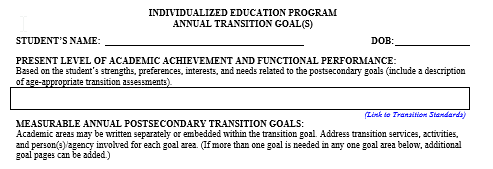 INDIVIDUALIZED EDUCATION PROGRAM
ANNUAL TRANSITION GOAL(S)
STUDENT'S NAME: DOB:
PRESENT LEVEL OF ACADEMIC ACHIEVEMENT AND FUNCTIONAL PERFORMANCE:
Based on the student's strengths, preferences, interests, and needs related to the postsecondary goals (include a description
of age-appropriate transition assessments).
(Link to Transition Standards)
MEASURABLE ANNUAL POSTSECONDARY TRANSITION GOALS:
Academic areas may be written separately or embedded within the transition goal. Address transition services, activities,
and person(s)/agency involved for each goal area. (If more than one goal is needed in any one goal area below, additional
goal pages can be added.)